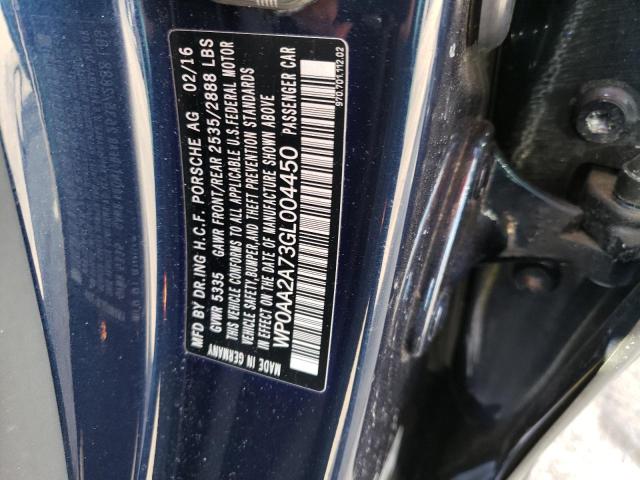 MFD BY DR.ING H.C.F. PORSCHE AG 02/16
GVWR 5335 GAWR FRONT/REAR 2535/2888 LBS
THIS VEHICLE CONFORMS TO ALL APPLICABLE U.S.FEDERAL MOTOR
VEHICLE SAFETY,BUMPER,AND THEFT PREVENTION STANDARDS
IN EFFECT ON THE DATE OF MANUFACTURE SHOWN ABOVE
WP0AA2A73GL004450 PASSENGER CAR
MADE IN GERMANY 970.701.112.02